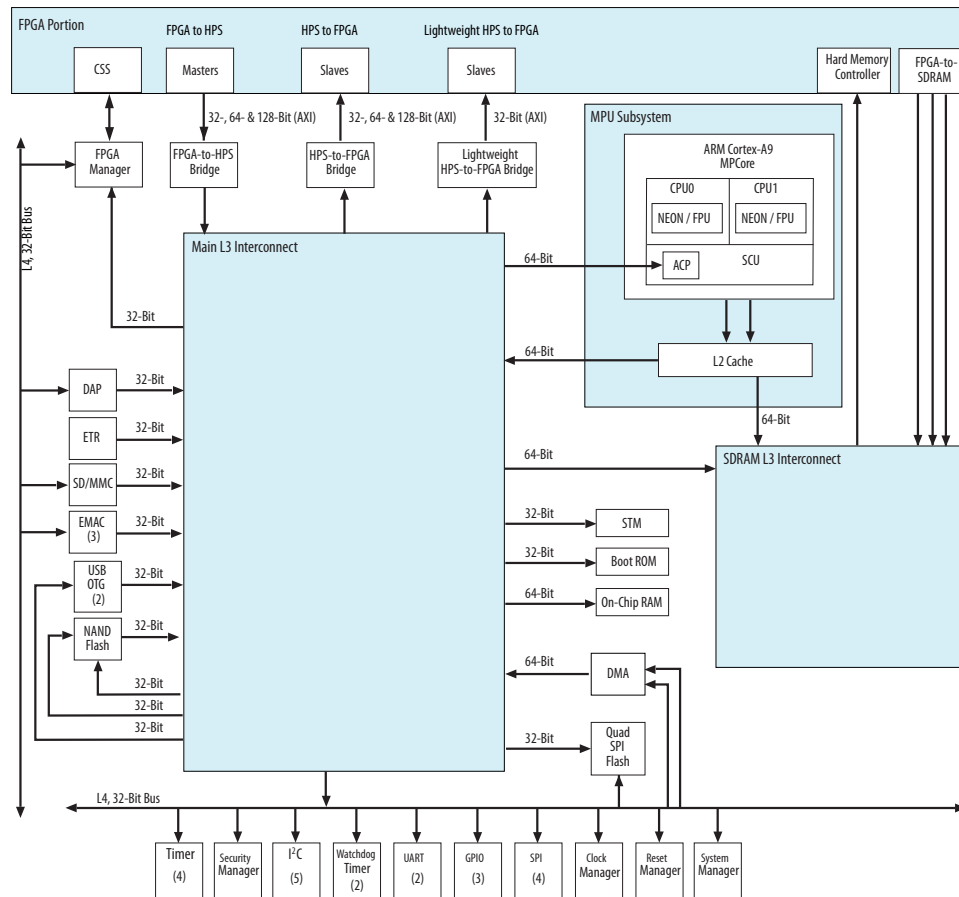 FPGA Portion
FPGA to HPS
HPS to FPGA
Lightweight HPS to FPGA
CSS
Masters
Slaves
Slaves
Hard Memory
Controller
FPGA-to-
SDRAM
32-, 64- & 128-Bit (AXI)
32-, 64- & 128-Bit (AXI)
32-Bit (AXI)
FPGA
Manager
FPGA-to-HPS
Bridge
HPS-to-FPGA
Bridge
Lightweight
HPS-to-FPGA Bridge
MPU Subsystem
ARM Cortex-A9
MPCore
CPU0
CPU1
NEON / FPU
NEON / FPU
ACP
SCU
L4, 32-Bit Bus
Main L3 Interconnect
64-Bit
32-Bit
64-Bit
L2 Cache
64-Bit
DAP
32-Bit
ETR
32-Bit
64-Bit
SDRAM L3 Interconnect
SD/MMC
32-Bit
EMAC
(3)
32-Bit
32-Bit
STM
USB
OTG
(2)
32-Bit
32-Bit
Boot ROM
64-Bit
On-Chip RAM
NAND
Flash
32-Bit
64-Bit
DMA
32-Bit
32-Bit
32-Bit
32-Bit
Quad
SPI
Flash
L4, 32-Bit Bus
Timer
(4)
Security
Manager
I²C
(5)
Watchdog
Timer
(2)
UART
(2)
GPIO
(3)
SPI
(4)
Clock
Manager
Reset
Manager
System
Manager